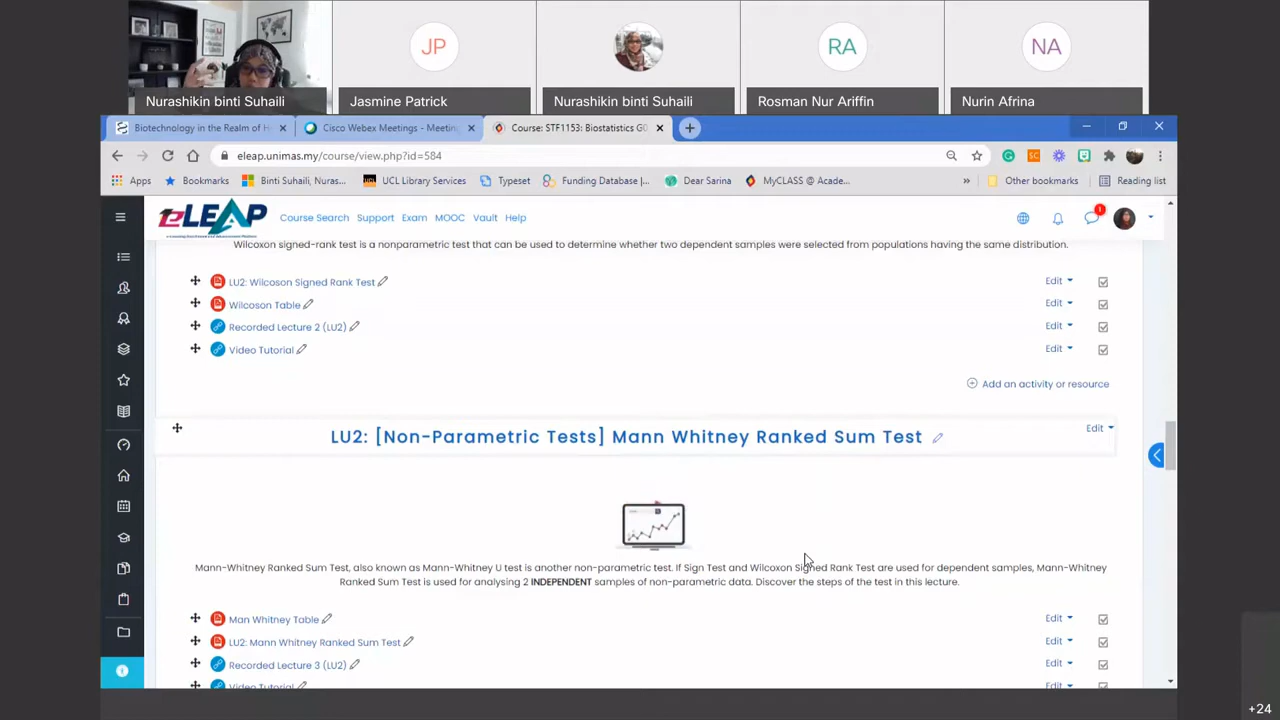 JP
RA
NA
Nurashikin binti Suhaili
Jasmine Patrick
Nurashikin binti Suhaili
Rosman Nur Ariffin
Nurin Afrina
Biotechnology in the Realm of H
Cisco Webex Meetings - Meetin
Course: STF1153: Biostatistics G0
eleap.unimas.my/course/view.php?id=584
Apps
Bookmarks
Binti Suhaili, Nuras...
UCL Library Services
Typeset
Funding Database |...
Dear Sarina
MyCLASS @ Acade...
»
Other bookmarks
Reading list
eLEAP
Course Search
Support
Exam
MOOC
Vault
Help
1
Wilcoxon signed-rank test is a nonparametric test that can be used to determine whether two dependent samples were selected from populations having the same distribution.
LU2: Wilcoson Signed Rank Test
Edit
Wilcoson Table
Edit
Recorded Lecture 2 (LU2)
Edit
Video Tutorial
Edit
Add an activity or resource
LU2: [Non-Parametric Tests] Mann Whitney Ranked Sum Test
Edit
Mann-Whitney Ranked Sum Test, also known as Mann-Whitney U test is another non-parametric test. If Sign Test and Wilcoxon Signed Rank Test are used for dependent samples, Mann-Whitney
Ranked Sum Test is used for analysing 2 INDEPENDENT samples of non-parametric data. Discover the steps of the test in this lecture.
Man Whitney Table
Edit
LU2: Mann Whitney Ranked Sum Test
Edit
Recorded Lecture 3 (LU2)
Edit
Video Tutorial
Edit
+24